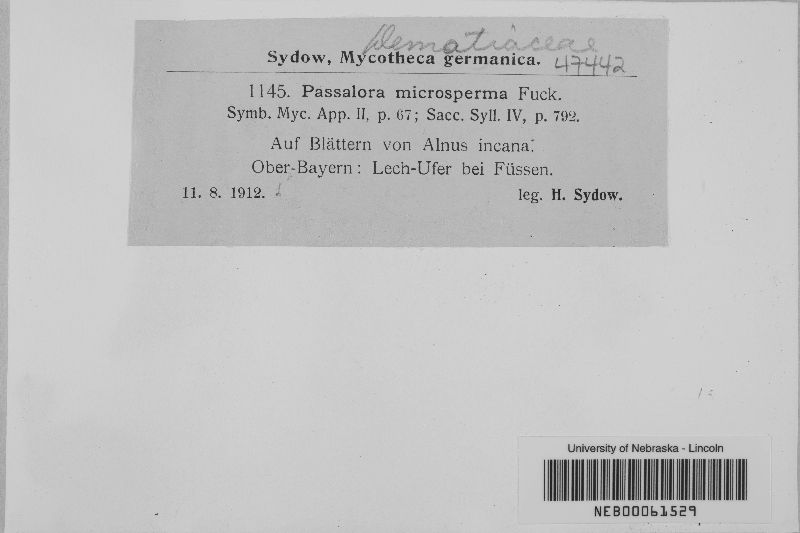 Dematiaceae
Sydow, Mycotheca germanica. 47442
1145. Passalora microsperma Fuck.
Symb. Myc. App. II, p. 67; Sacc. Syll. IV, p. 792.
Auf Blättern von Alnus incana.
Ober-Bayern: Lech-Ufer bei Füssen.
11. 8. 1912. leg. H. Sydow.
University of Nebraska - Lincoln
NEB00061529